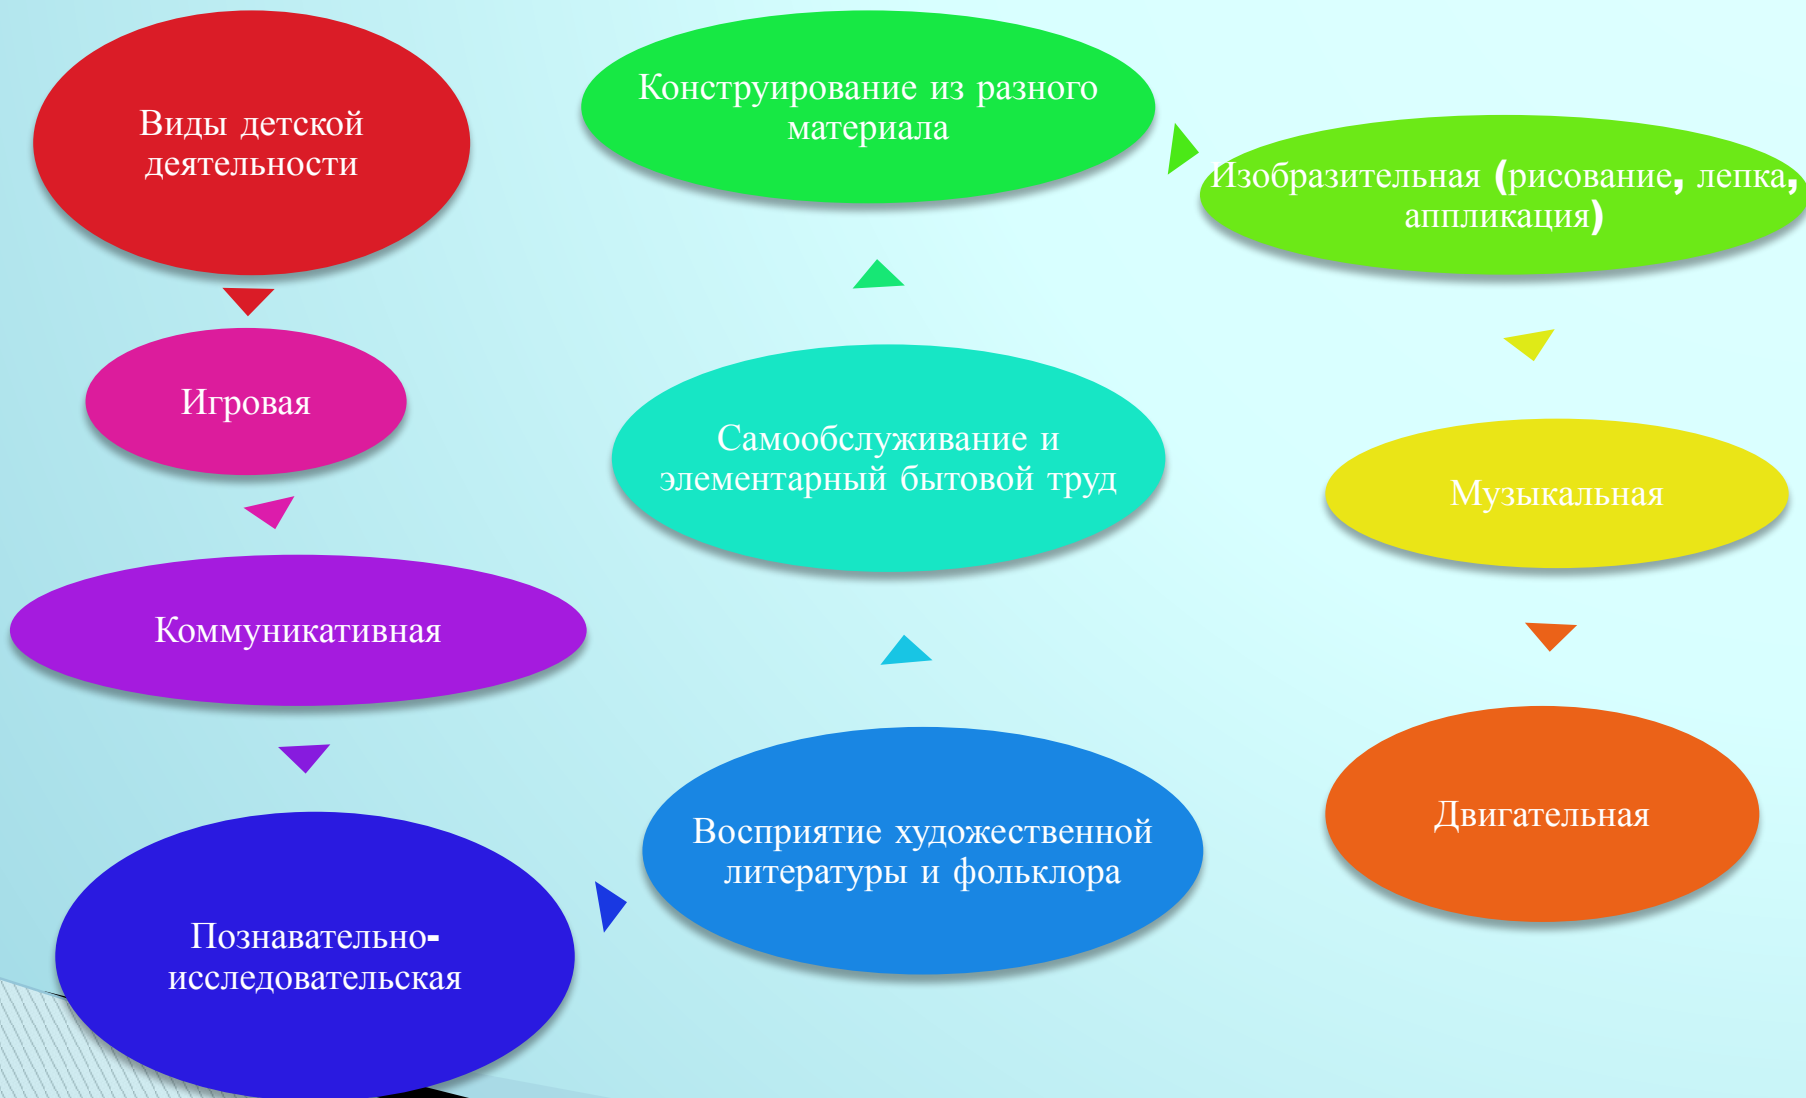 Виды детской
деятельности
Игровая
Коммуникативная
Познавательно-
исследовательская
Восприятие художественной
литературы и фольклора
Самообслуживание и
элементарный бытовой труд
Конструирование из разного
материала
Изобразительная (рисование, лепка,
аппликация)
Музыкальная
Двигательная